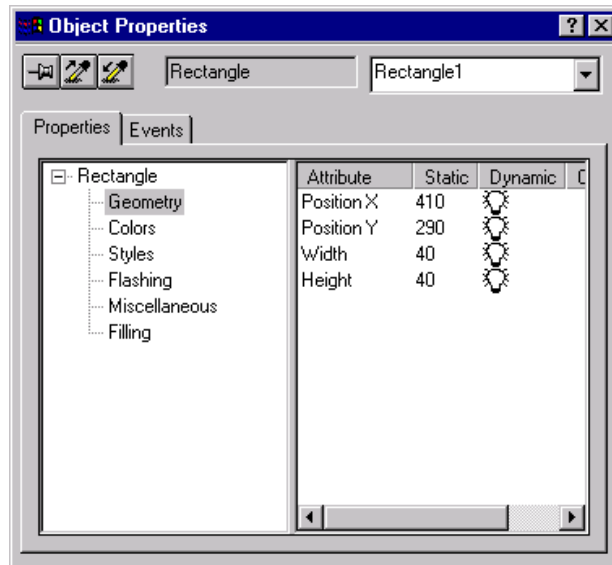 Object Properties
Rectangle Rectangle1
Properties Events
Rectangle
Geometry
Colors
Styles
Flashing
Miscellaneous
Filling
Attribute Static Dynamic
Position X 410
Position Y 290
Width 40
Height 40